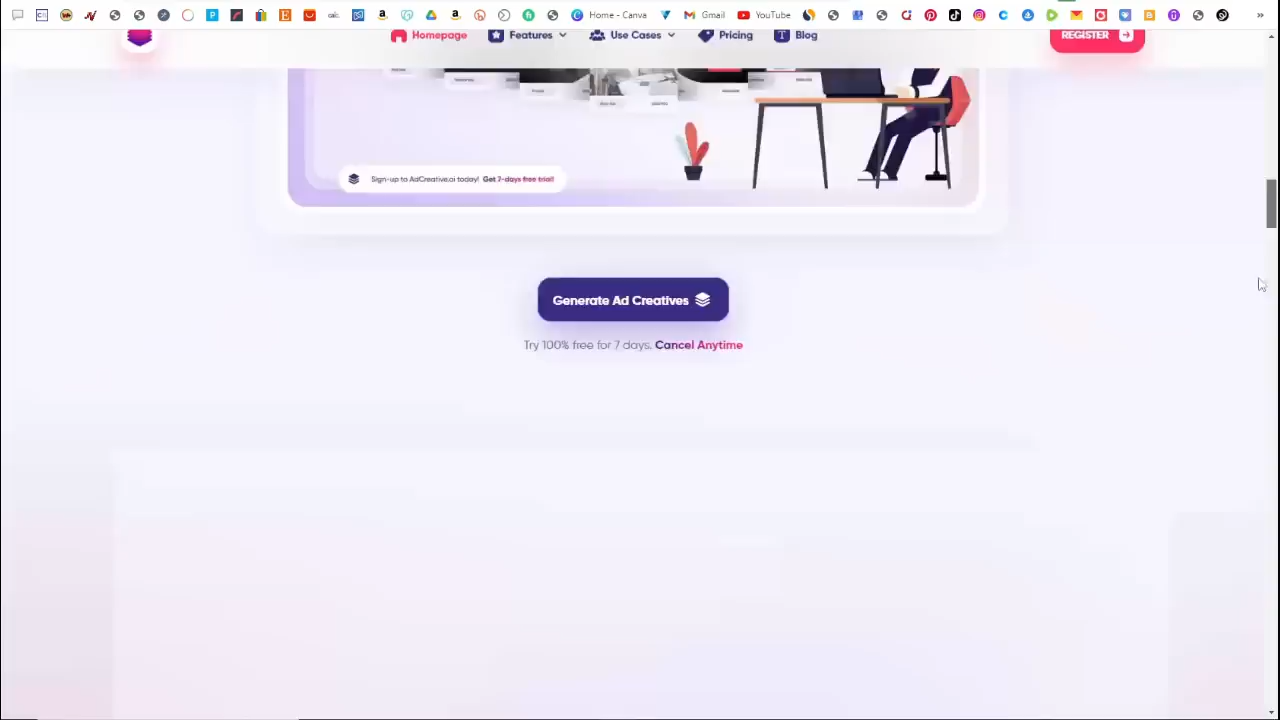 Home - Canva Gmail YouTube »
Homepage Features Use Cases Pricing Blog REGISTER
Sign-up to AdCreative.ai today! Get 7-days free trial!
Generate Ad Creatives
Try 100% free for 7 days. Cancel Anytime